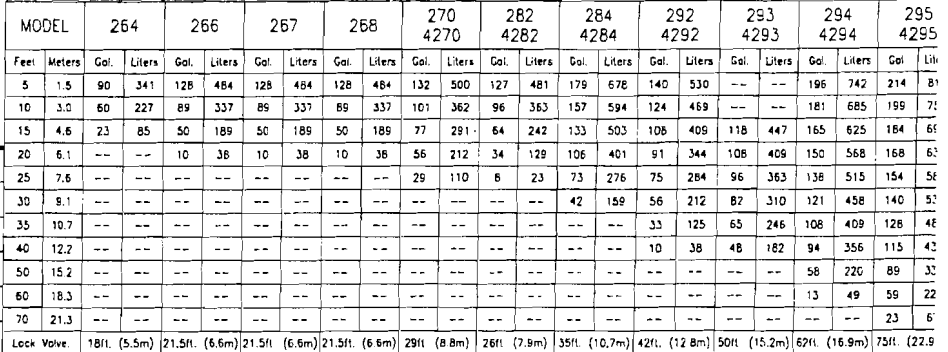 MODEL 264 266 267 268 270 4270 282 4282 284 4284 292 4292 293 4293 294 4294 295 4295
Feet Meters Gal. Liters Gal. Liters Gal. Liters Gal. Liters Gal. Liters Gal. Liters Gal. Liters Gal. Liters Gal. Liters Gal. Liters Gal
5 1.5 90 341 128 484 128 484 128 484 132 500 127 481 179 678 140 530 -- -- 196 742 214
10 3.0 60 227 89 337 89 337 89 337 101 362 96 363 157 594 124 469 -- -- 181 685 199
15 4.6 23 85 50 189 50 189 50 189 77 291 64 242 133 503 108 409 118 447 165 625 184
20 6.1 -- -- 10 38 10 38 10 38 56 212 34 129 106 401 91 344 108 409 150 568 168
25 7.6 -- -- -- -- -- -- -- -- 29 110 8 23 73 276 75 284 96 363 138 515 154
30 9.1 -- -- -- -- -- -- -- -- -- -- -- -- 42 159 56 212 82 310 121 458 140
35 10.7 -- -- -- -- -- -- -- -- -- -- -- -- -- -- 33 125 65 246 108 409 128
40 12.2 -- -- -- -- -- -- -- -- -- -- -- -- -- -- 10 38 48 182 94 356 115
50 15.2 -- -- -- -- -- -- -- -- -- -- -- -- -- -- -- -- -- -- 58 220 89
60 18.3 -- -- -- -- -- -- -- -- -- -- -- -- -- -- -- -- -- -- 13 49 59
70 21.3 -- -- -- -- -- -- -- -- -- -- -- -- -- -- -- -- -- -- -- -- 23
Lock Valve. 18ft. (5.5m) 21.5ft. (6.6m) 21.5ft. (6.6m) 21.5ft. (6.6m) 29ft (8.8m) 26ft (7.9m) 35ft. (10.7m) 42ft. (12.8m) 50ft (15.2m) 62ft. (16.9m) 75ft. (22.9